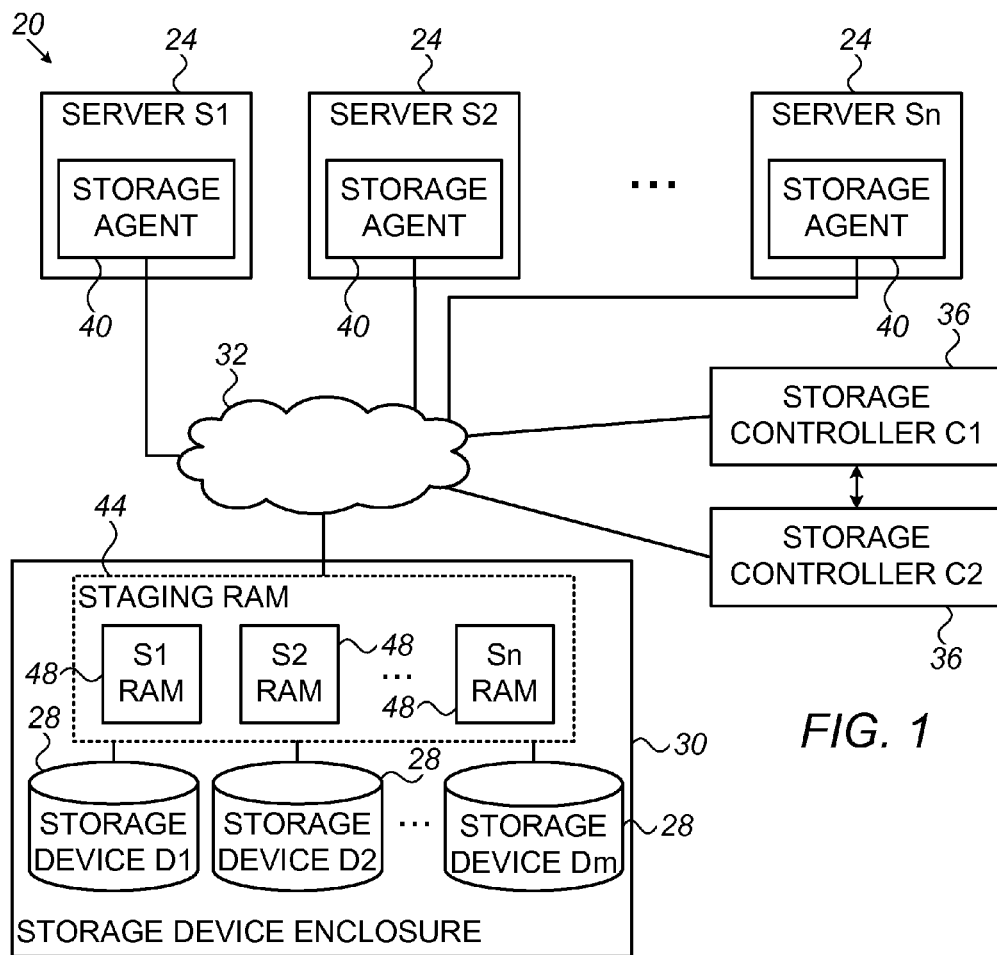 20
24
24
24
SERVER S1
SERVER S2
SERVER Sn
STORAGE
AGENT
STORAGE
AGENT
...
STORAGE
AGENT
40
40
40
32
36
STORAGE
CONTROLLER C1
44
STORAGE
CONTROLLER C2
36
STAGING RAM
S1
RAM
48
S2
RAM
48
...
Sn
RAM
48
FIG. 1
30
28
STORAGE
DEVICE D1
28
STORAGE
DEVICE D2
...
STORAGE
DEVICE Dm
28
STORAGE DEVICE ENCLOSURE